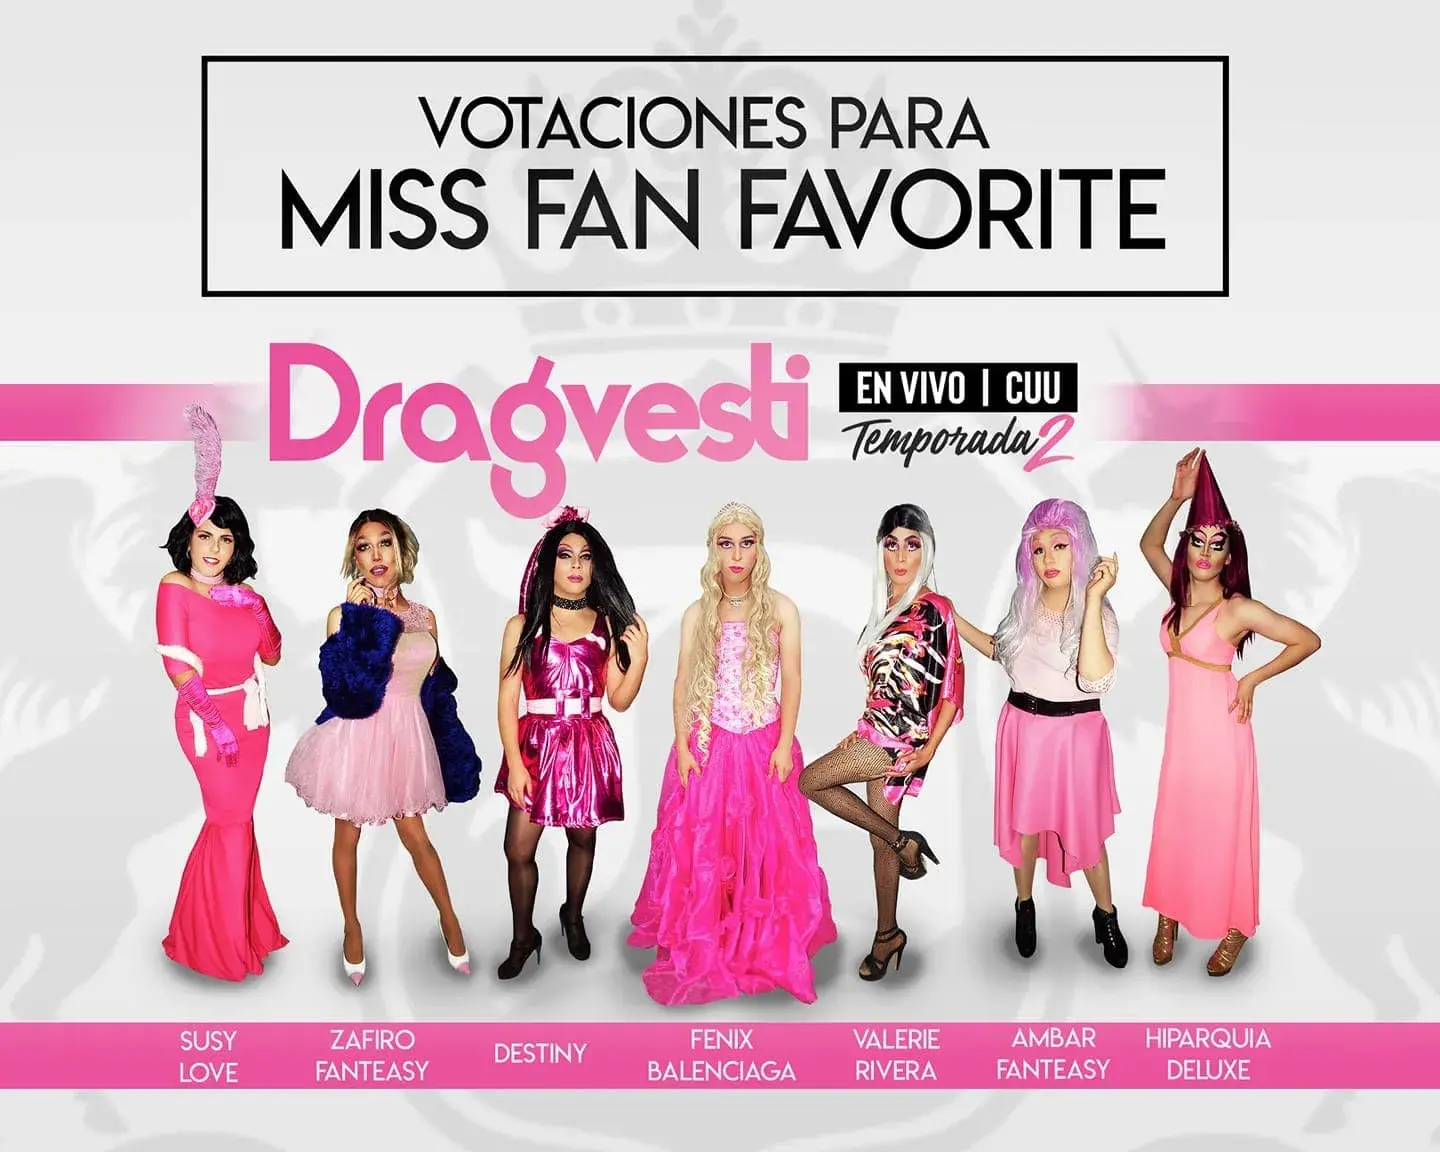 VOTACIONES PARA
MISS FAN FAVORITE
Dragvesti
EN VIVO | CUU
Temporada 2
SUSY
LOVE
ZAFIRO
FANTEASY
DESTINY
FENIX
BALENCIAGA
VALERIE
RIVERA
AMBAR
FANTEASY
HIPARQUIA
DELUXE